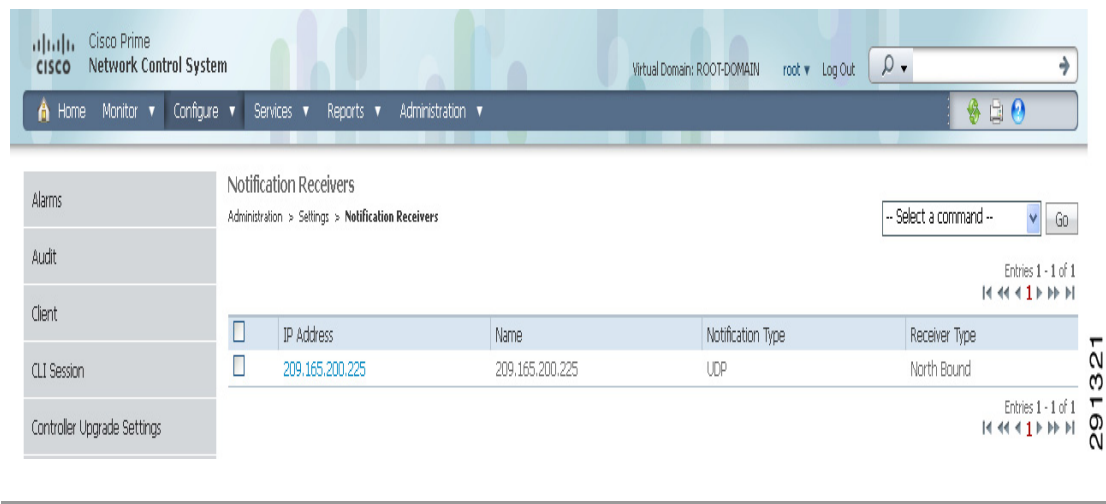 Cisco Prime
CISCO Network Control System
Virtual Domain: ROOT-DOMAIN root Log Out
Home Monitor Configure Services Reports Administration
Alarms
Audit
Client
CLI Session
Controller Upgrade Settings
Notification Receivers
Administration > Settings > Notification Receivers
-- Select a command -- Go
Entries 1 - 1 of 1
1
IP Address Name Notification Type Receiver Type
209.165.200.225 209.165.200.225 UDP North Bound
Entries 1 - 1 of 1
1
291321